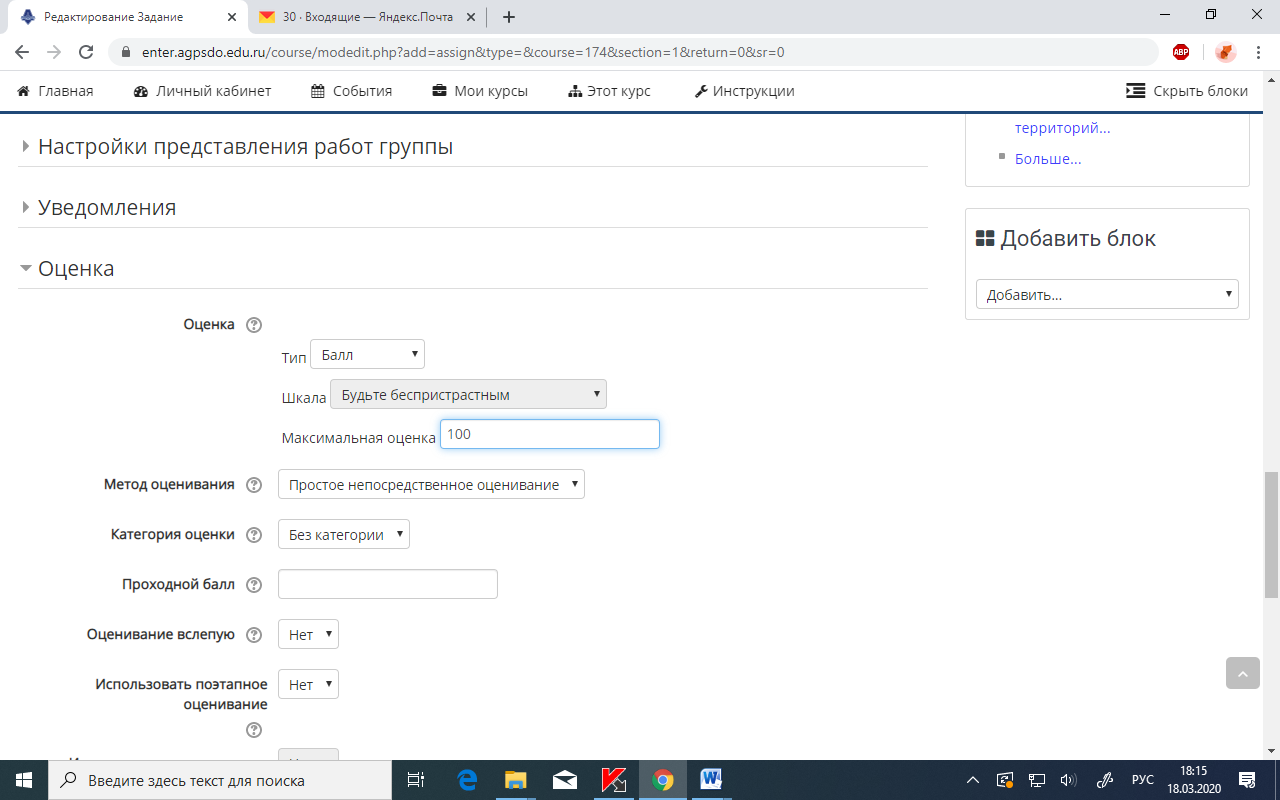 Редактирование Задание
30 · Входящие — Яндекс.Почта
enter.agpsdo.edu.ru/course/modedit.php?add=assign&type=&course=174&section=1&return=0&sr=0
ABP
Главная
Личный кабинет
События
Мои курсы
Этот курс
Инструкции
Скрыть блоки
территорий...
Больше...
Настройки представления работ группы
Уведомления
Добавить блок
Добавить...
Оценка
Оценка
Тип Балл
Шкала Будьте беспристрастным
Максимальная оценка 100
Метод оценивания Простое непосредственное оценивание
Категория оценки Без категории
Проходной балл
Оценивание вслепую Нет
Использовать поэтапное Нет
оценивание
Введите здесь текст для поиска
РУС
18:15
18.03.2020